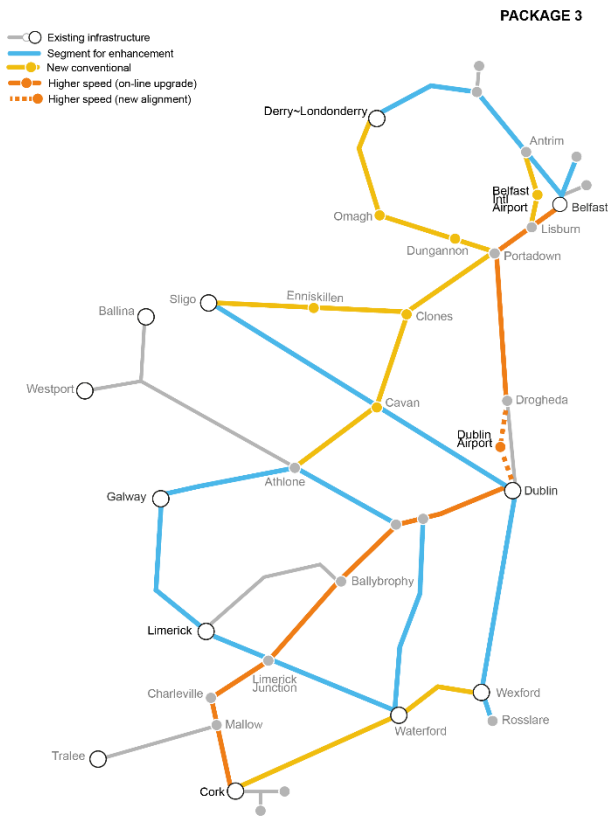 PACKAGE 3
Existing infrastructure
Segment for enhancement
New conventional
Higher speed (on-line upgrade)
Higher speed (new alignment)
Derry~Londonderry
Antrim
Belfast
Intl
Airport
Belfast
Omagh
Lisburn
Dungannon
Portadown
Sligo
Enniskillen
Ballina
Clones
Westport
Cavan
Drogheda
Dublin
Airport
Athlone
Galway
Dublin
Ballybrophy
Limerick
Limerick
Junction
Charleville
Wexford
Mallow
Waterford
Rosslare
Tralee
Cork